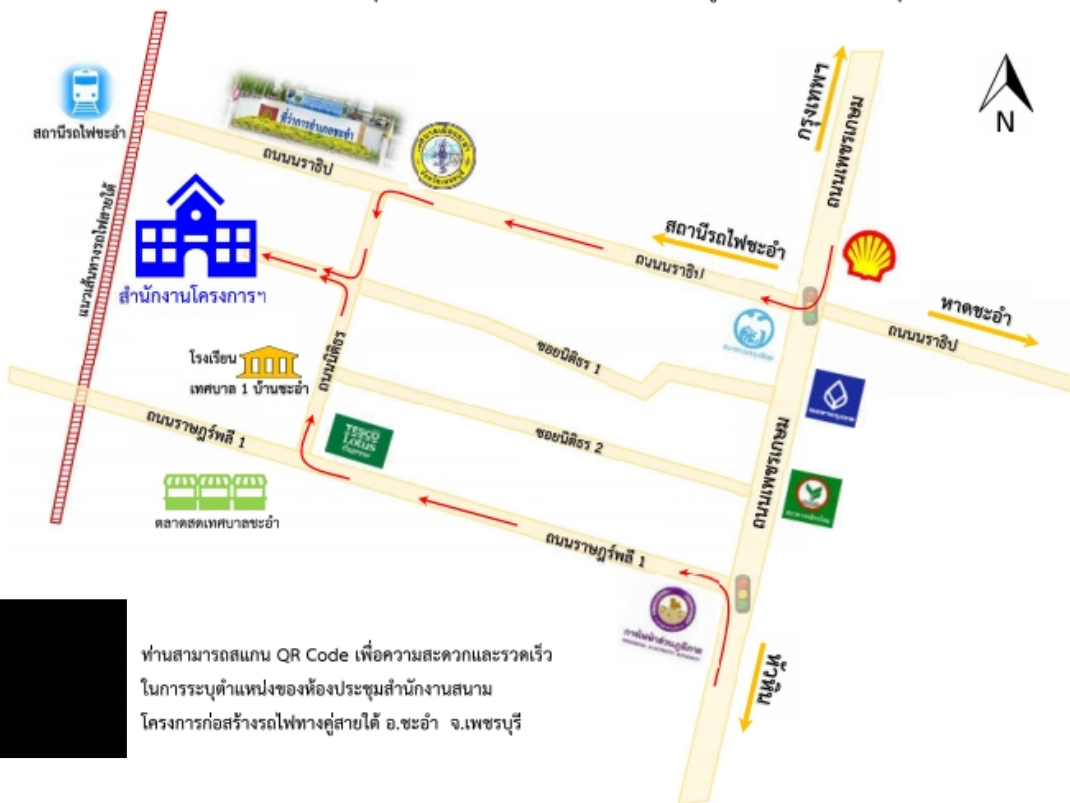 กรุงเทพฯ
ถนนเพชรเกษม
N
สถานีรถไฟชะอำ
ที่ว่าการอำเภอชะอำ
ถนนนราธิป
สถานีรถไฟชะอำ
ถนนนราธิป
หาดชะอำ
ถนนนราธิป
แนวเส้นทางรถไฟสายใต้
สำนักงานโครงการฯ
ซอยนิติธร 1
โรงเรียน
เทศบาล 1 บ้านชะอำ
ถนนนิติธร
ถนนราษฎร์พลี 1
TESCO
Lotus
ซอยนิติธร 2
ถนนเพชรเกษม
ตลาดสดเทศบาลชะอำ
ถนนราษฎร์พลี 1
การไฟฟ้าส่วนภูมิภาค
PROVINCIAL ELECTRICITY AUTHORITY
หัวหิน
ท่านสามารถสแกน QR Code เพื่อความสะดวกและรวดเร็ว
ในการระบุตำแหน่งของห้องประชุมสำนักงานสนาม
โครงการก่อสร้างรถไฟทางคู่สายใต้ อ.ชะอำ จ.เพชรบุรี